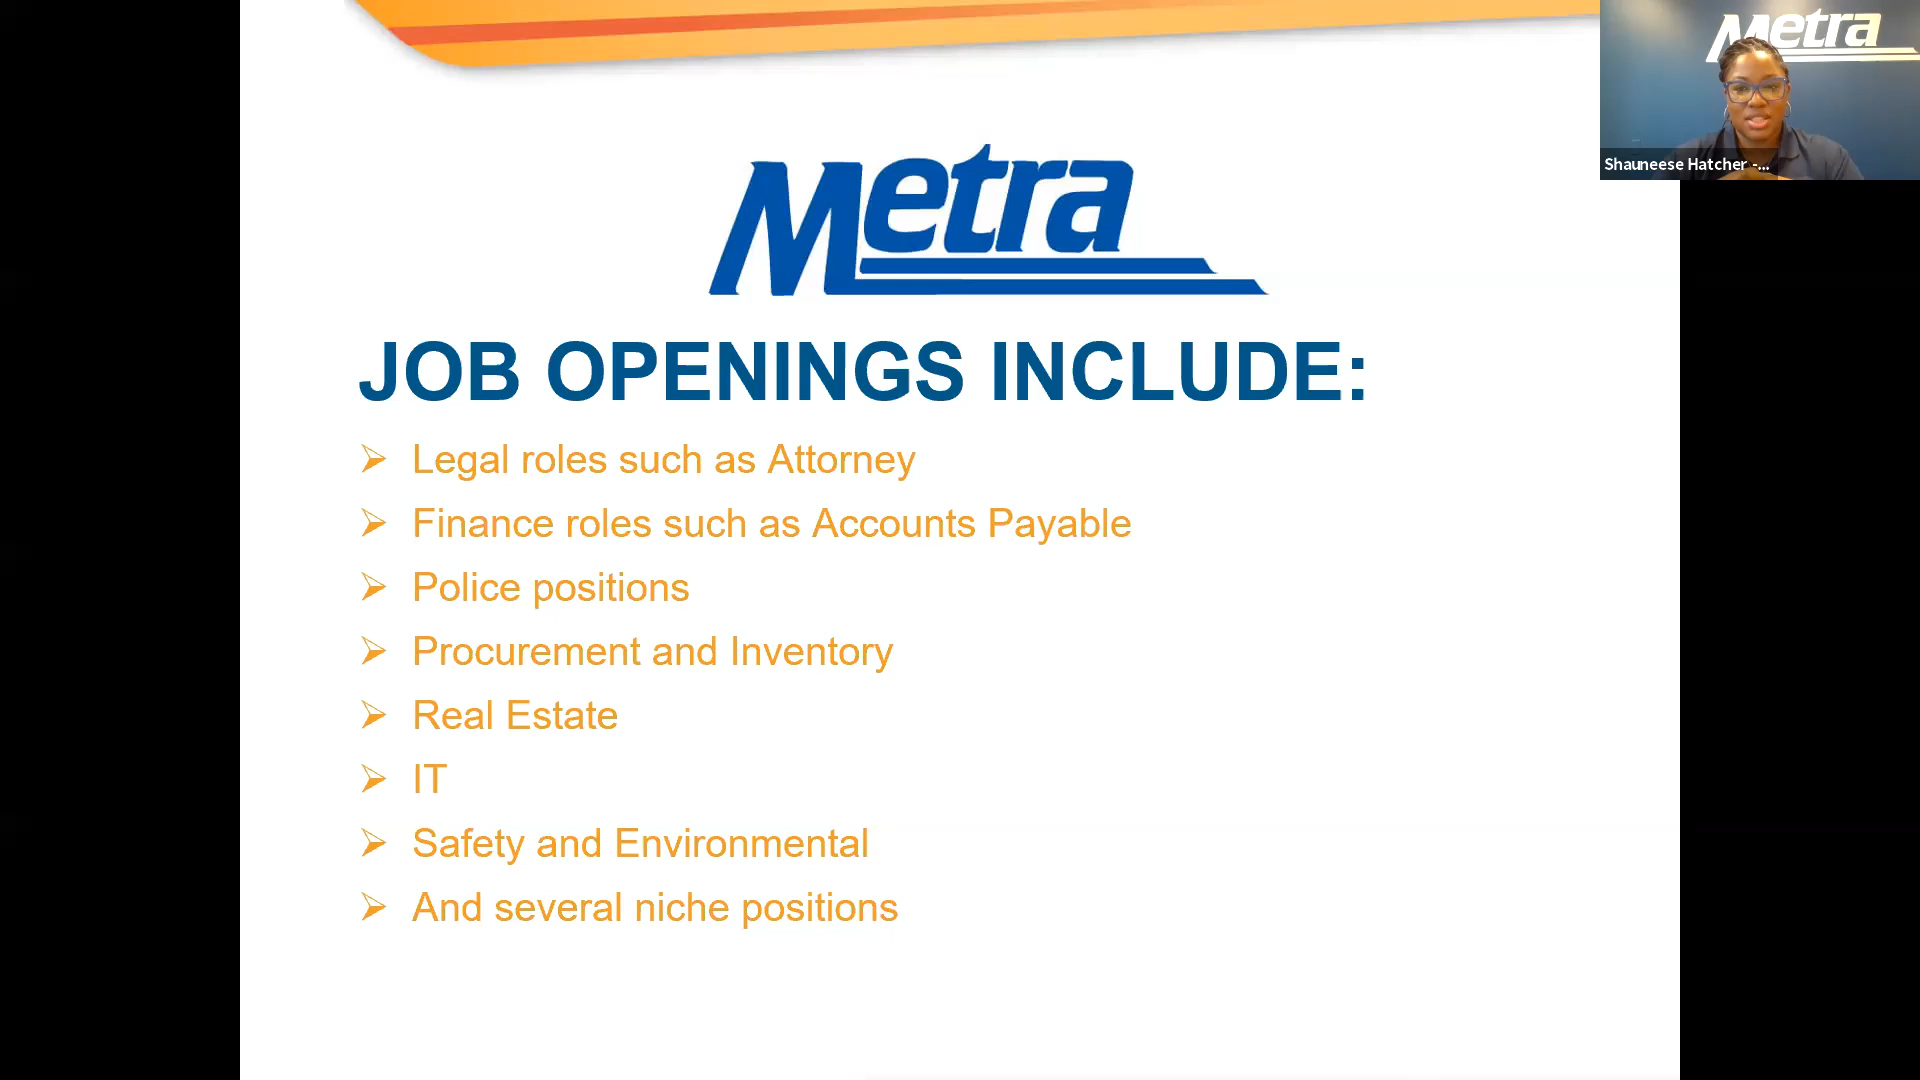 Metra
Shauneese Hatcher -...
Metra
JOB OPENINGS INCLUDE:
Legal roles such as Attorney
Finance roles such as Accounts Payable
Police positions
Procurement and Inventory
Real Estate
IT
Safety and Environmental
And several niche positions